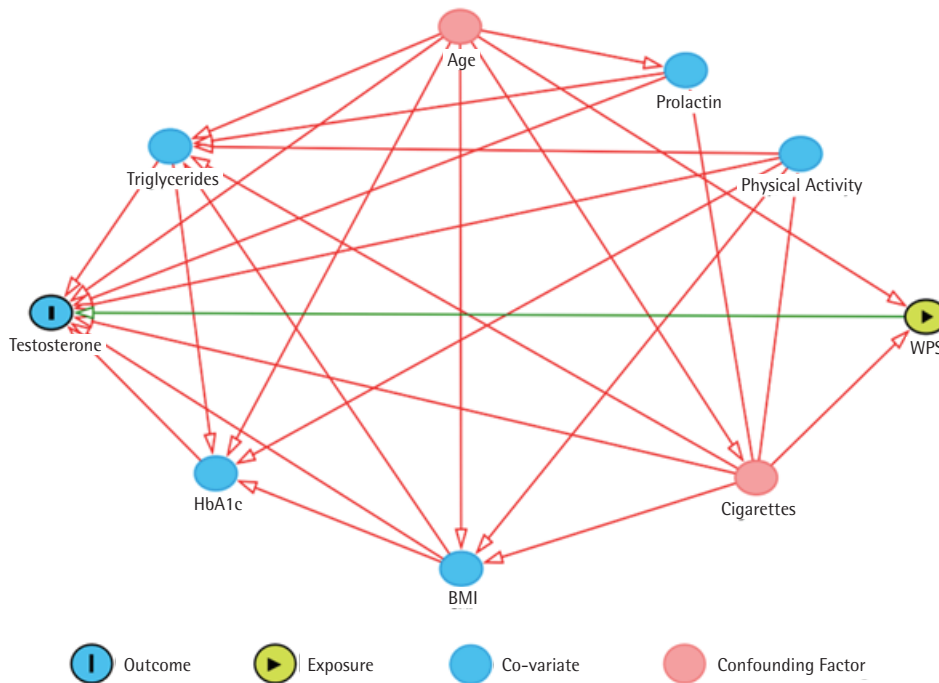 Age
Prolactin
Triglycerides
Physical Activity
Testosterone
WPS
HbA1c
Cigarettes
BMI
Outcome
Exposure
Co-variate
Confounding Factor